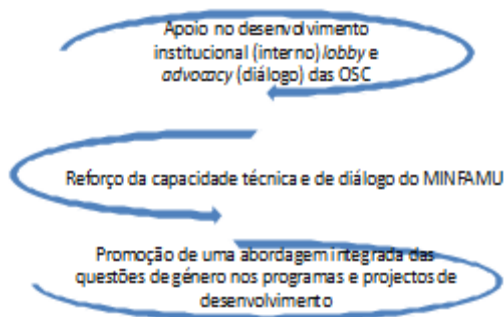 Apoio no desenvolvimento
institucional (interno) lobby e
advocacy (diálogo) das OSC
Reforço da capacidade técnica e de diálogo do MINFAMU
Promoção de uma abordagem integrada das
questões de género nos programas e projectos de
desenvolvimento